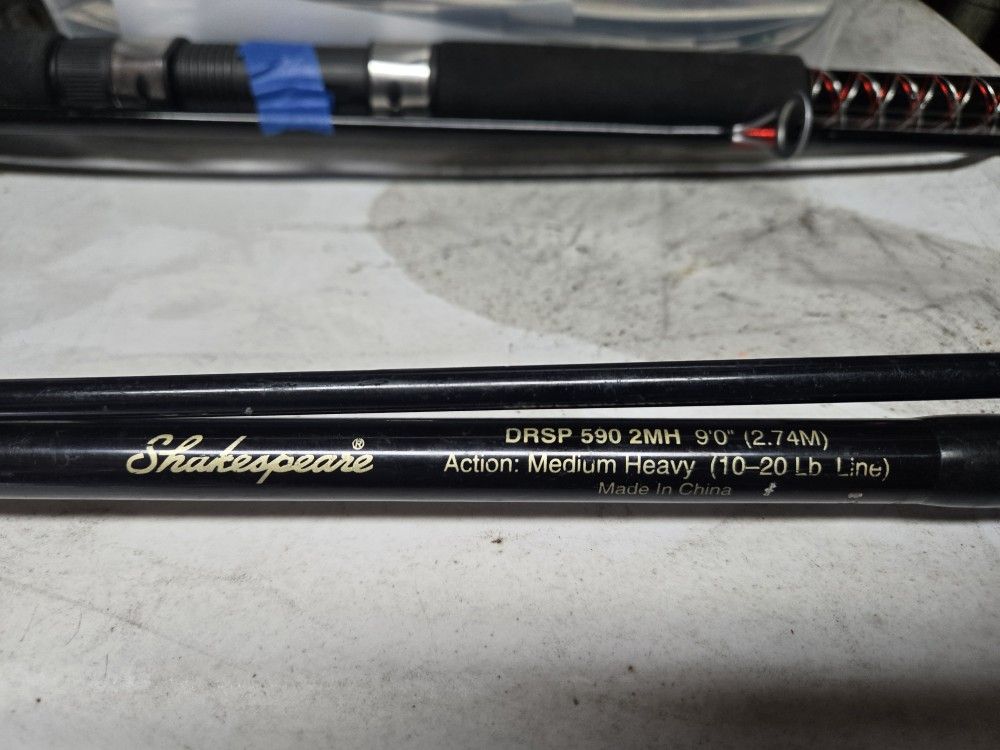 Shakespeare®
DRSP 590 2MH 9'0" (2.74M)
Action: Medium Heavy (10–20 Lb Line)
Made In China